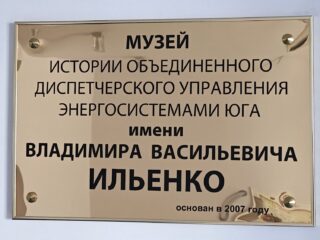 МУЗЕЙ
ИСТОРИИ ОБЪЕДИНЕННОГО
ДИСПЕТЧЕРСКОГО УПРАВЛЕНИЯ
ЭНЕРГОСИСТЕМАМИ ЮГА
имени
ВЛАДИМИРА ВАСИЛЬЕВИЧА
ИЛЬЕНКО
основан в 2007 году